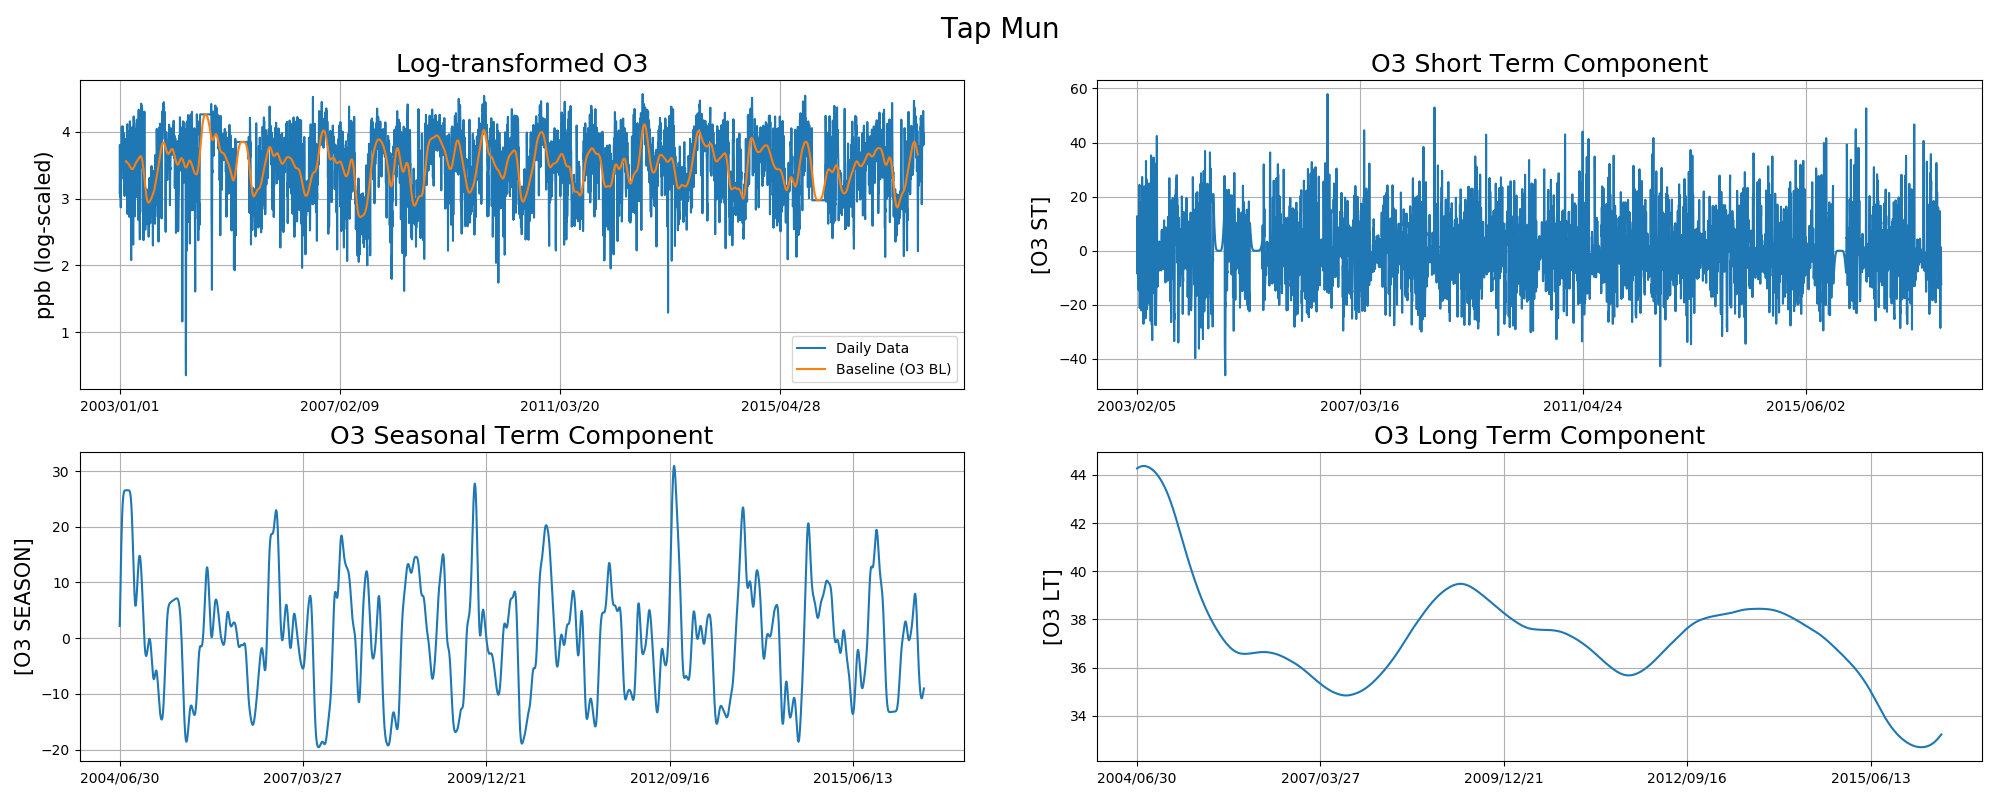 Tap Mun
Log-transformed O3
ppb (log-scaled)
4
3
2
1
Daily Data
Baseline (O3 BL)
2003/01/01 2007/02/09 2011/03/20 2015/04/28
O3 Short Term Component
[O3 ST]
60
40
20
0
−20
−40
2003/02/05 2007/03/16 2011/04/24 2015/06/02
O3 Seasonal Term Component
[O3 SEASON]
30
20
10
0
−10
−20
2004/06/30 2007/03/27 2009/12/21 2012/09/16 2015/06/13
O3 Long Term Component
[O3 LT]
44
42
40
38
36
34
2004/06/30 2007/03/27 2009/12/21 2012/09/16 2015/06/13